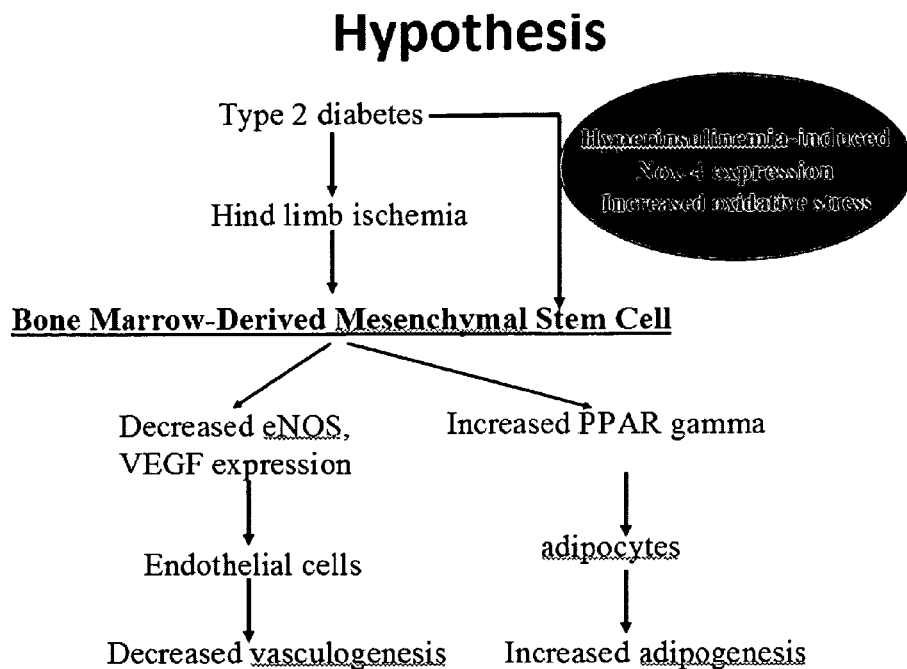 Hypothesis
Type 2 diabetes
Hyperinsulinemia-induced
Nox-4 expression
Increased oxidative stress
Hind limb ischemia
Bone Marrow-Derived Mesenchymal Stem Cell
Decreased eNOS,
VEGF expression
Increased PPAR gamma
Endothelial cells
adipocytes
Decreased vasculogenesis
Increased adipogenesis